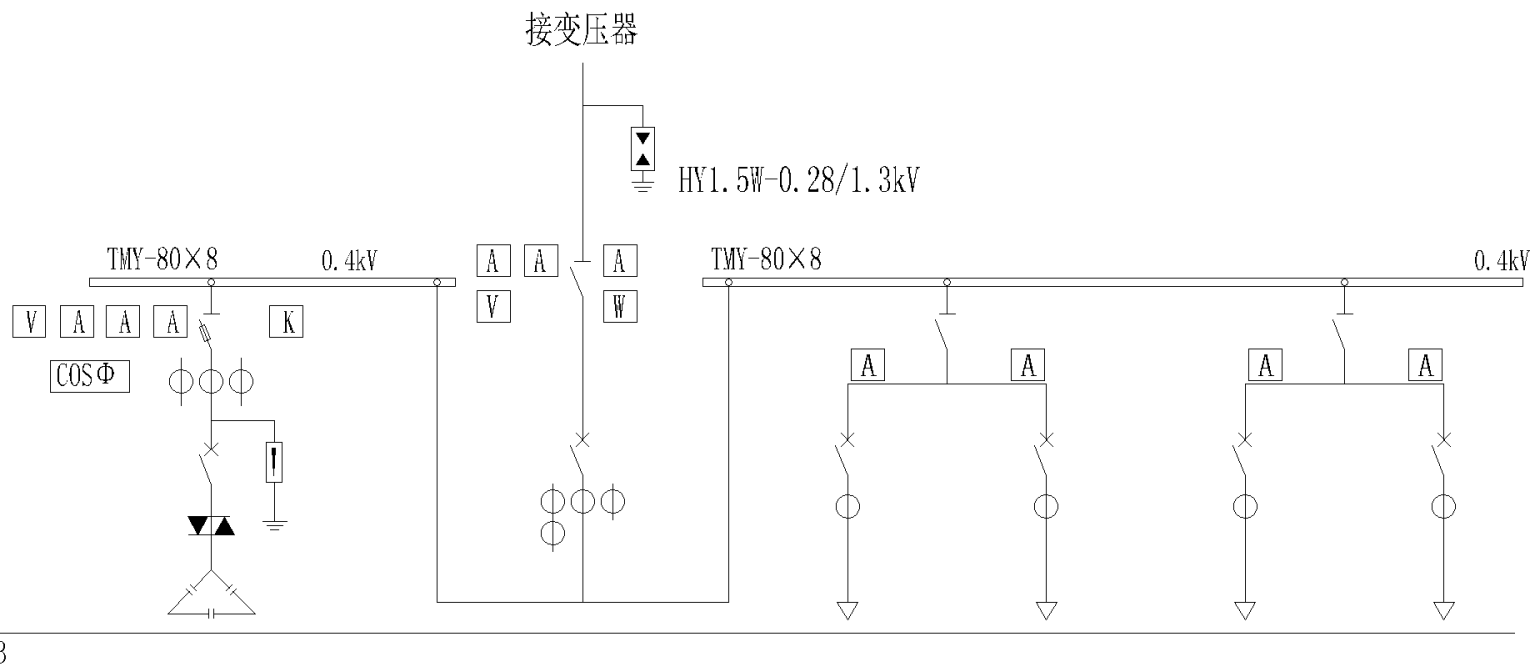 接变压器
HY1.5W-0.28/1.3kV
TMY-80×8 0.4kV
A A A
TMY-80×8 0.4kV
V W
V A A A K
COSΦ
A A A A
3